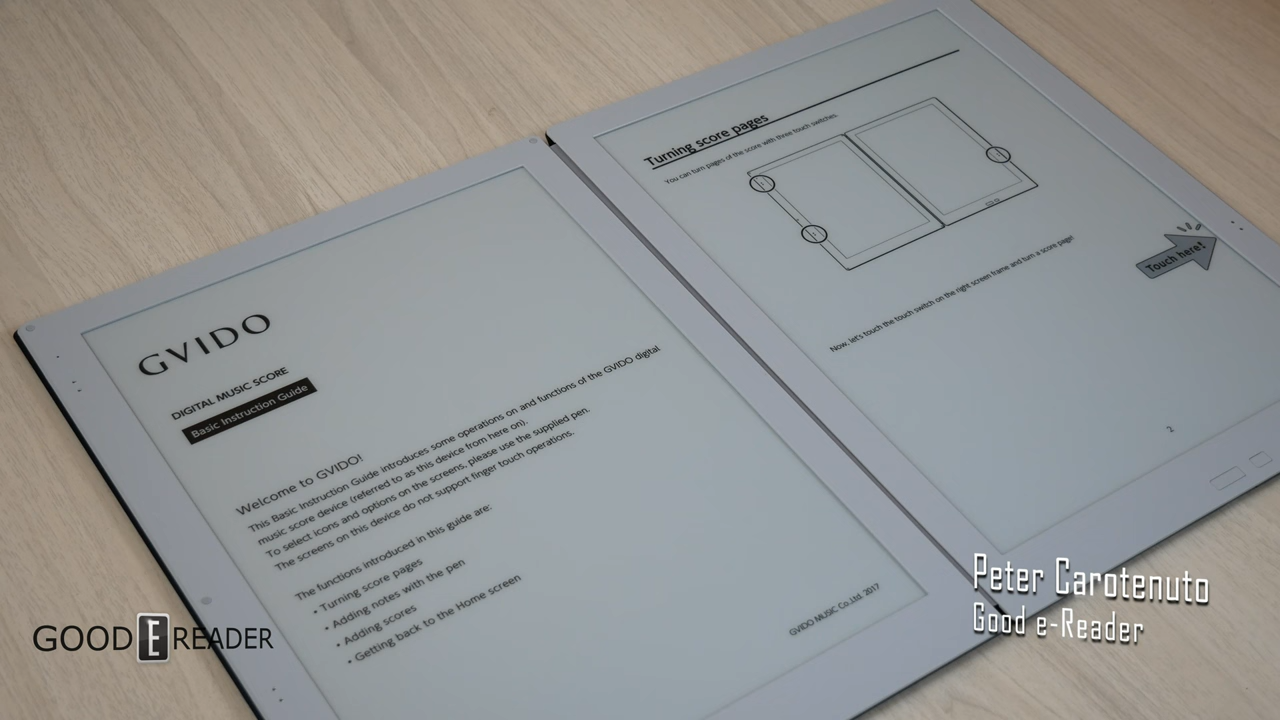 GVIDO
DIGITAL MUSIC SCORE
Basic Instruction Guide
Welcome to GVIDO!
This Basic Instruction Guide introduces some operations on and functions of the GVIDO digital
music score device (referred to as this device from here on).
To select icons and options on the screens, please use the supplied pen.
The screens on this device do not support finger touch operations.
The functions introduced in this guide are:
• Turning score pages
• Adding notes with the pen
• Adding scores
• Getting back to the Home screen
GVIDO MUSIC Co.Ltd. 2017
Turning score pages
You can turn pages of the score with three touch switches.
Touch here!
Now, let's touch the touch switch on the right screen frame and turn a score page!
2
GOOD E READER
Peter Carotenuto
Good e-Reader